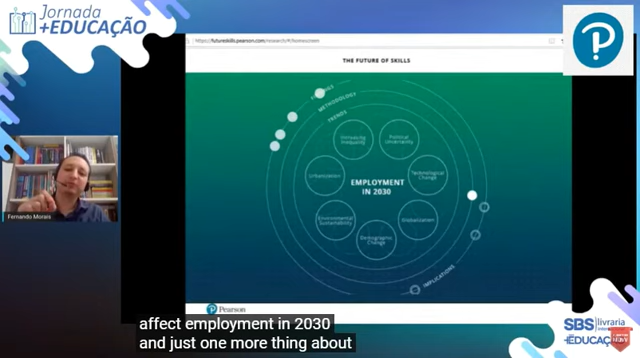 Jornada
+EDUCAÇÃO
https://futureskills.pearson.com/research/#/homescreen
THE FUTURE OF SKILLS
METHODOLOGY
TRENDS
Increasing
Inequality
Political
Uncertainty
Urbanization
EMPLOYMENT
IN 2030
Technological
Change
Environmental
Sustainability
Globalization
Demographic
Change
IMPLICATIONS
Fernando Morais
Pearson
affect employment in 2030
and just one more thing about
SBS livraria
+EDUCAÇÃO